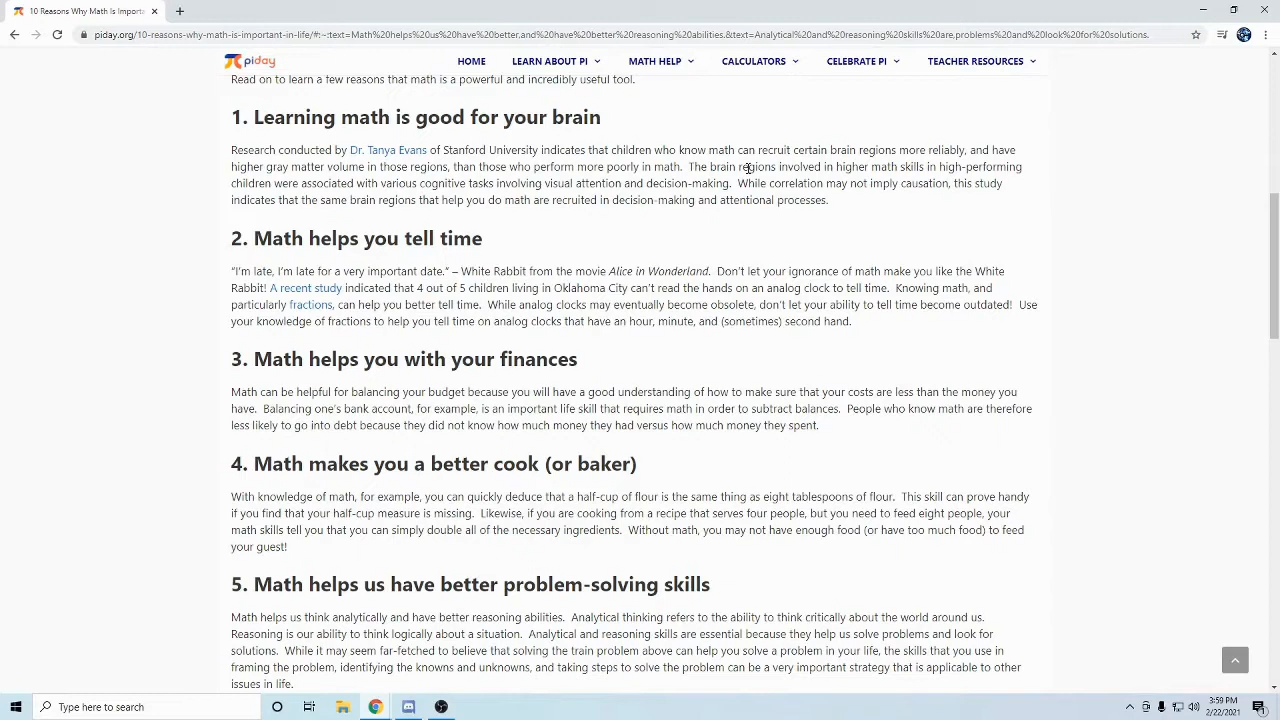 10 Reasons Why Math Is Importa
piday.org/10-reasons-why-math-is-important-in-life/#:~:text=Math%20helps%20us%20have%20better,and%20have%20better%20reasoning%20abilities.&text=Analytical%20and%20reasoning%20skills%20are,problems%20and%20look%20for%20solutions.
piday
HOME LEARN ABOUT PI MATH HELP CALCULATORS CELEBRATE PI TEACHER RESOURCES
Read on to learn a few reasons that math is a powerful and incredibly useful tool.
1. Learning math is good for your brain
Research conducted by Dr. Tanya Evans of Stanford University indicates that children who know math can recruit certain brain regions more reliably, and have
higher gray matter volume in those regions, than those who perform more poorly in math. The brain regions involved in higher math skills in high-performing
children were associated with various cognitive tasks involving visual attention and decision-making. While correlation may not imply causation, this study
indicates that the same brain regions that help you do math are recruited in decision-making and attentional processes.
2. Math helps you tell time
“I’m late, I’m late for a very important date.” – White Rabbit from the movie Alice in Wonderland. Don’t let your ignorance of math make you like the White
Rabbit! A recent study indicated that 4 out of 5 children living in Oklahoma City can’t read the hands on an analog clock to tell time. Knowing math, and
particularly fractions, can help you better tell time. While analog clocks may eventually become obsolete, don’t let your ability to tell time become outdated! Use
your knowledge of fractions to help you tell time on analog clocks that have an hour, minute, and (sometimes) second hand.
3. Math helps you with your finances
Math can be helpful for balancing your budget because you will have a good understanding of how to make sure that your costs are less than the money you
have. Balancing one’s bank account, for example, is an important life skill that requires math in order to subtract balances. People who know math are therefore
less likely to go into debt because they did not know how much money they had versus how much money they spent.
4. Math makes you a better cook (or baker)
With knowledge of math, for example, you can quickly deduce that a half-cup of flour is the same thing as eight tablespoons of flour. This skill can prove handy
if you find that your half-cup measure is missing. Likewise, if you are cooking from a recipe that serves four people, but you need to feed eight people, your
math skills tell you that you can simply double all of the necessary ingredients. Without math, you may not have enough food (or have too much food) to feed
your guest!
5. Math helps us have better problem-solving skills
Math helps us think analytically and have better reasoning abilities. Analytical thinking refers to the ability to think critically about the world around us.
Reasoning is our ability to think logically about a situation. Analytical and reasoning skills are essential because they help us solve problems and look for
solutions. While it may seem far-fetched to believe that solving the train problem above can help you solve a problem in your life, the skills that you use in
framing the problem, identifying the knowns and unknowns, and taking steps to solve the problem can be a very important strategy that is applicable to other
issues in life.
Type here to search
3:59 PM
2/22/2021